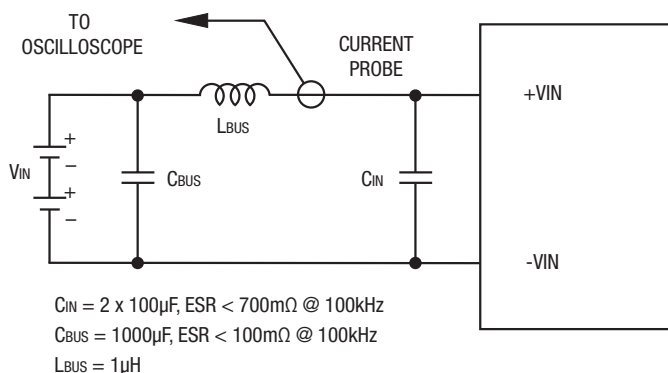 TO
OSCILLOSCOPE
CURRENT
PROBE
+VIN
LBUS
VIN
+
−
+
−
CBUS
CIN
-VIN
CIN = 2 x 100µF, ESR < 700mΩ @ 100kHz
CBUS = 1000µF, ESR < 100mΩ @ 100kHz
LBUS = 1µH